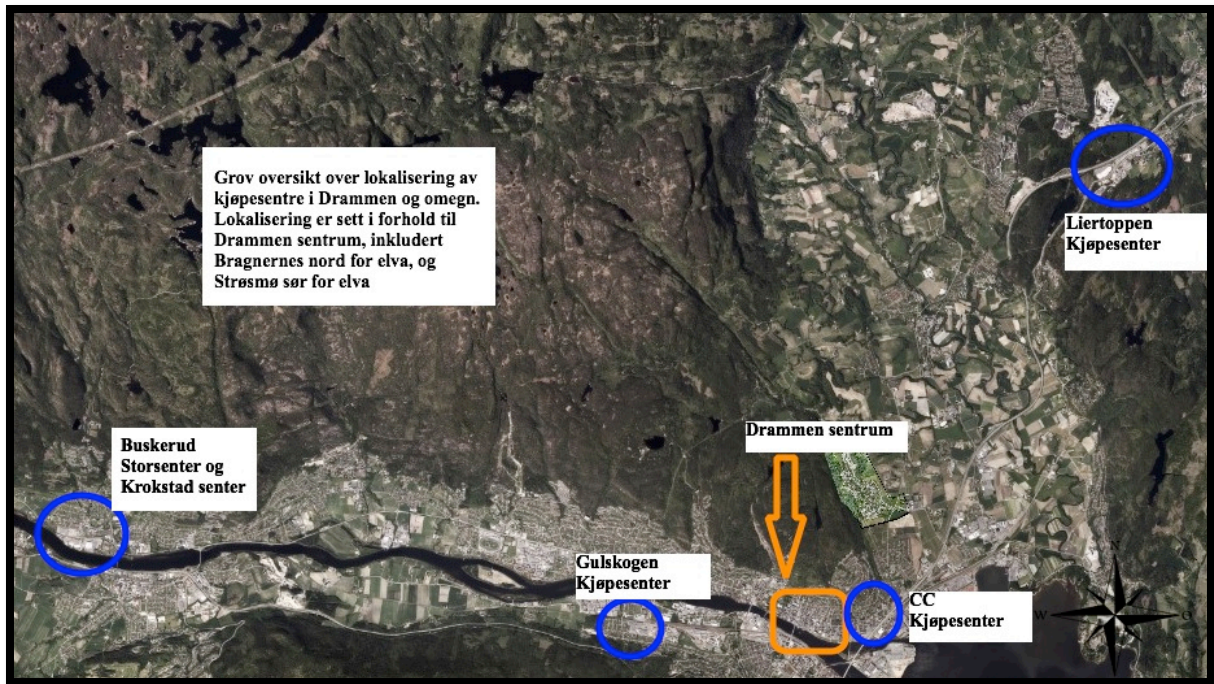 Grov oversikt over lokalisering av
kjøpesentre i Drammen og omegn.
Lokalisering er sett i forhold til
Drammen sentrum, inkludert
Bragnernes nord for elva, og
Strøsmø sør for elva
Liertoppen
Kjøpesenter
Drammen sentrum
Buskerud
Storsenter og
Krokstad senter
Gulskogen
Kjøpesenter
CC
Kjøpesenter
N
W